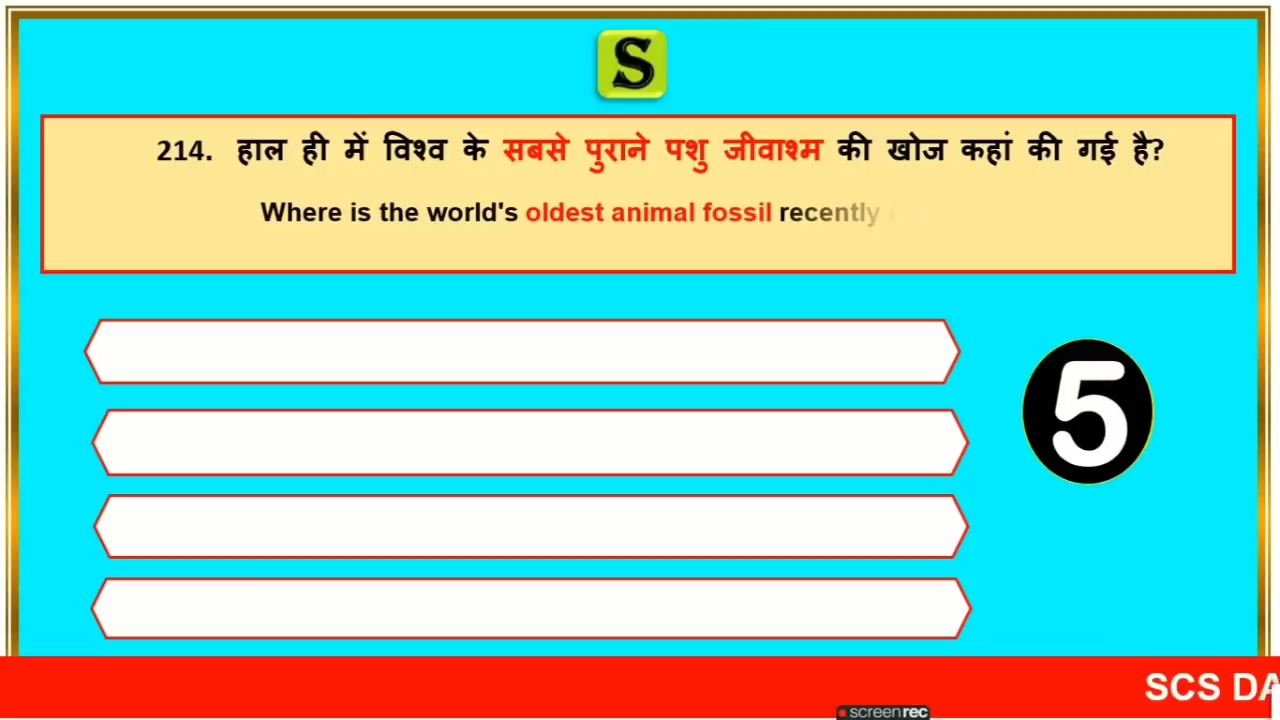 S
214. हाल ही में विश्व के सबसे पुराने पशु जीवाश्म की खोज कहां की गई है?
Where is the world's oldest animal fossil recently
5
SCS DA
screenrec